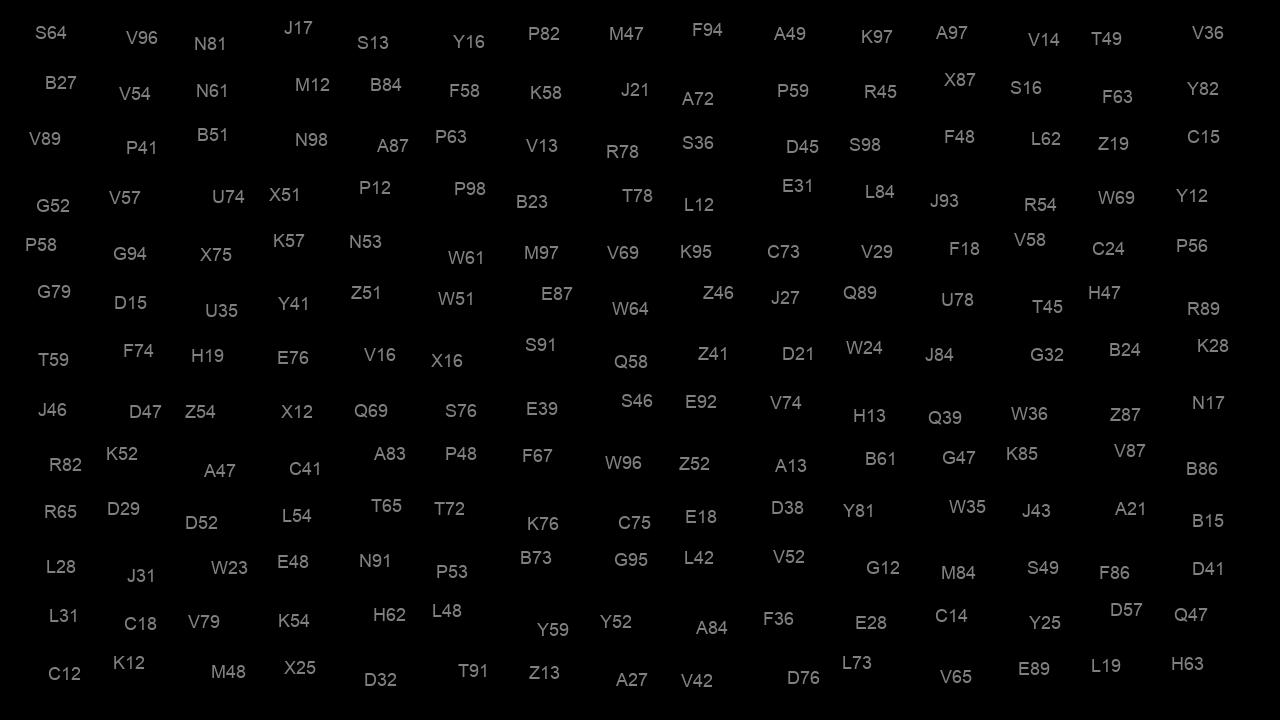 S64 V96 N81 J17 S13 Y16 P82 M47 F94 A49 K97 A97 V14 T49 V36
B27 V54 N61 M12 B84 F58 K58 J21 A72 P59 R45 X87 S16 F63 Y82
V89 P41 B51 N98 A87 P63 V13 R78 S36 D45 S98 F48 L62 Z19 C15
G52 V57 U74 X51 P12 P98 B23 T78 L12 E31 L84 J93 R54 W69 Y12
P58 G94 X75 K57 N53 W61 M97 V69 K95 C73 V29 F18 V58 C24 P56
G79 D15 U35 Y41 Z51 W51 E87 W64 Z46 J27 Q89 U78 T45 H47 R89
T59 F74 H19 E76 V16 X16 S91 Q58 Z41 D21 W24 J84 G32 B24 K28
J46 D47 Z54 X12 Q69 S76 E39 S46 E92 V74 H13 Q39 W36 Z87 N17
R82 K52 A47 C41 A83 P48 F67 W96 Z52 A13 B61 G47 K85 V87 B86
R65 D29 D52 L54 T65 T72 K76 C75 E18 D38 Y81 W35 J43 A21 B15
L28 J31 W23 E48 N91 P53 B73 G95 L42 V52 G12 M84 S49 F86 D41
L31 C18 V79 K54 H62 L48 Y59 Y52 A84 F36 E28 C14 Y25 D57 Q47
C12 K12 M48 X25 D32 T91 Z13 A27 V42 D76 L73 V65 E89 L19 H63